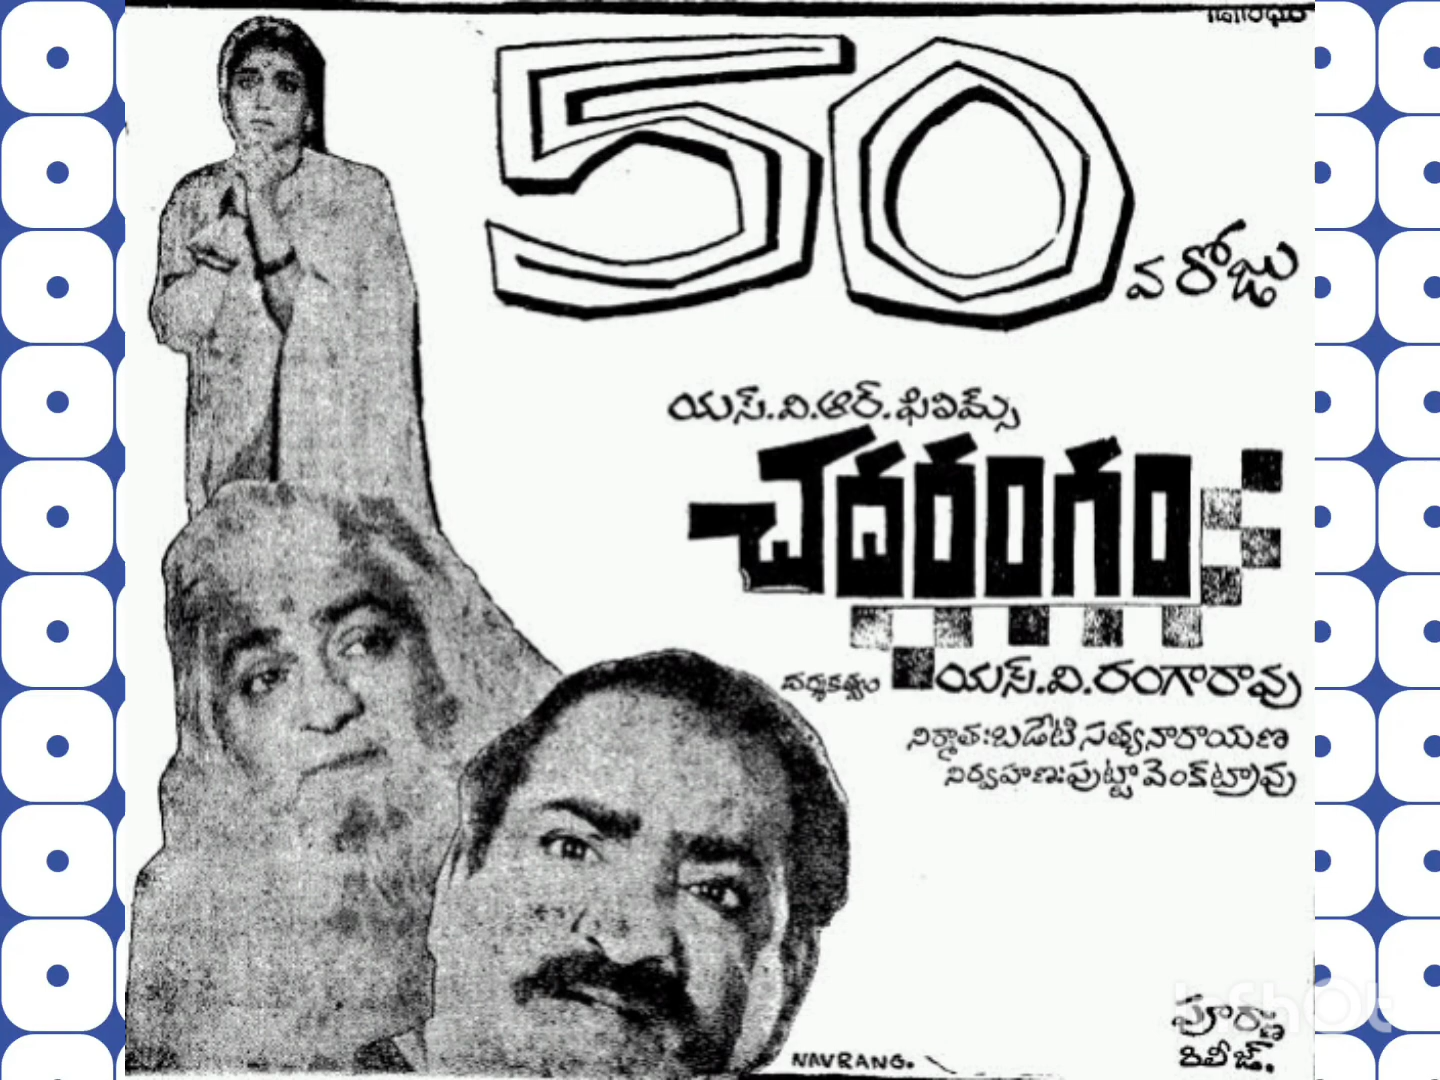 50 వ రోజు
యస్.వి.ఆర్. ఫిలిమ్స్
చదరంగం
దర్శకత్వం యస్.వి.రంగారావు
నిర్మాత:బడేటి సత్యనారాయణ
నిర్వహణ:పుట్టా వెంకట్రావు
పూర్ణా
రిలీజ్.
NAVRANG.